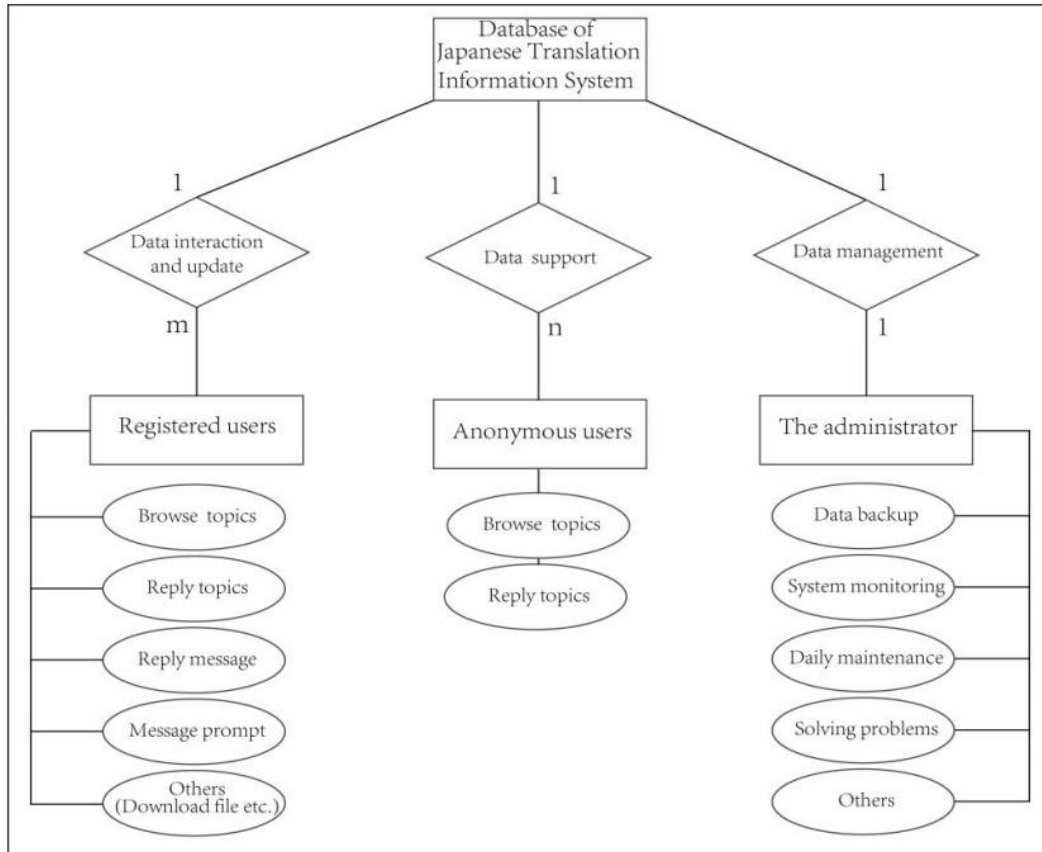 Database of
Japanese Translation
Information System
1
1
1
Data interaction
and update
Data support
Data management
m
n
1
Registered users
Anonymous users
The administrator
Browse topics
Reply topics
Reply message
Message prompt
Others
(Download file etc.)
Browse topics
Reply topics
Data backup
System monitoring
Daily maintenance
Solving problems
Others